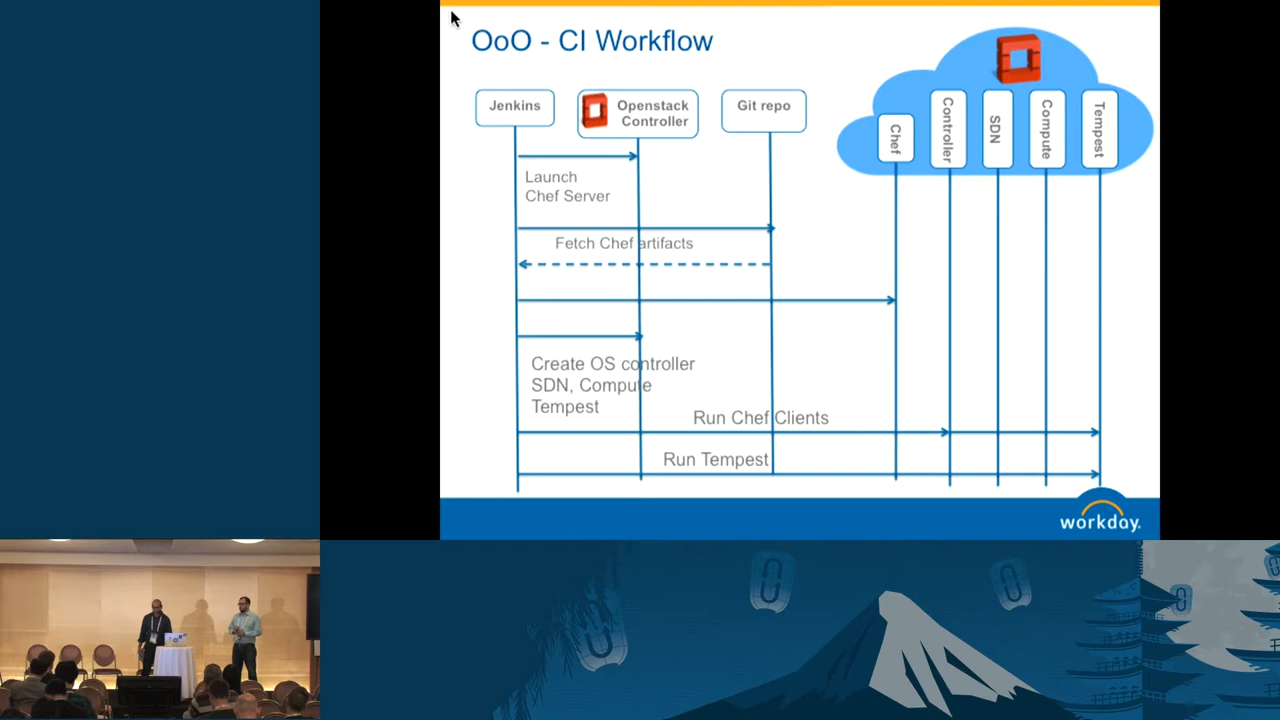 OoO - CI Workflow
Jenkins
Openstack
Controller
Git repo
Chef
Controller
SDN
Compute
Tempest
Launch
Chef Server
Fetch Chef artifacts
Create OS controller
SDN, Compute
Tempest
Run Chef Clients
Run Tempest
workday.